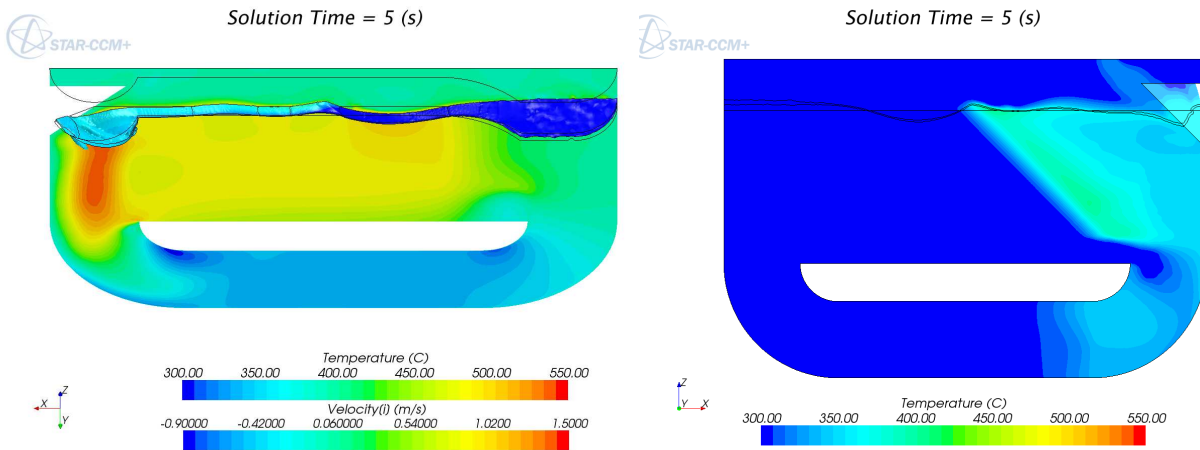 Solution Time = 5 (s)
STAR-CCM+
Z
X
Y
Temperature (C)
300.00 350.00 400.00 450.00 500.00 550.00
Velocity(i) (m/s)
-0.90000 -0.42000 0.060000 0.54000 1.0200 1.5000
Solution Time = 5 (s)
STAR-CCM+
Z
Y X
Temperature (C)
300.00 350.00 400.00 450.00 500.00 550.00